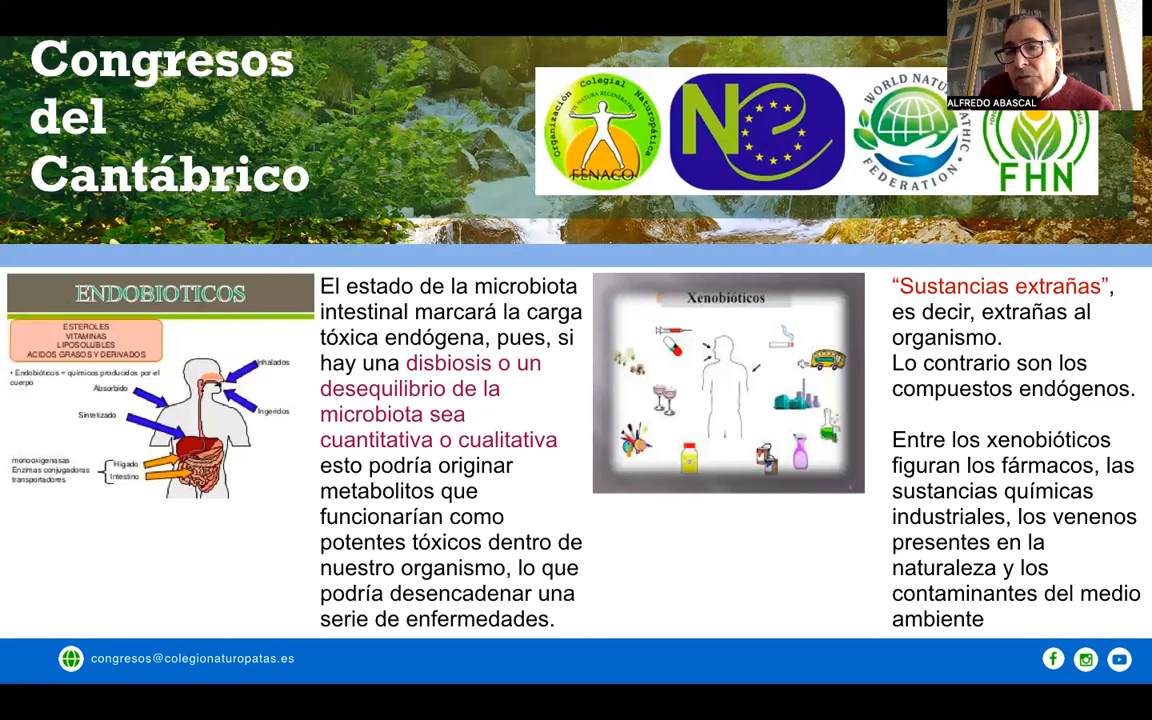 Congresos
del
Cantábrico
Organización Colegial Naturopática
VIS NATURA REGENERATRIX
FENACO
NC
WORLD NATUROPATHIC
FEDERATION
FHN
ALFREDO ABASCAL
ENDOBIOTICOS
ESTEROLES
VITAMINAS
LIPOSOLUBLES
ACIDOS GRASOS Y DERIVADOS
• Endobióticos = químicos producidos por el
cuerpo
Absorbido
Sintetizado
Inhalados
Ingeridos
monooxigenasas
Enzimas conjugadoras
transportadores
Hígado
Intestino
El estado de la microbiota
intestinal marcará la carga
tóxica endógena, pues, si
hay una disbiosis o un
desequilibrio de la
microbiota sea
cuantitativa o cualitativa
esto podría originar
metabolitos que
funcionarían como
potentes tóxicos dentro de
nuestro organismo, lo que
podría desencadenar una
serie de enfermedades.
Xenobióticos
“Sustancias extrañas”,
es decir, extrañas al
organismo.
Lo contrario son los
compuestos endógenos.
Entre los xenobióticos
figuran los fármacos, las
sustancias químicas
industriales, los venenos
presentes en la
naturaleza y los
contaminantes del medio
ambiente
congresos@colegionaturopatas.es